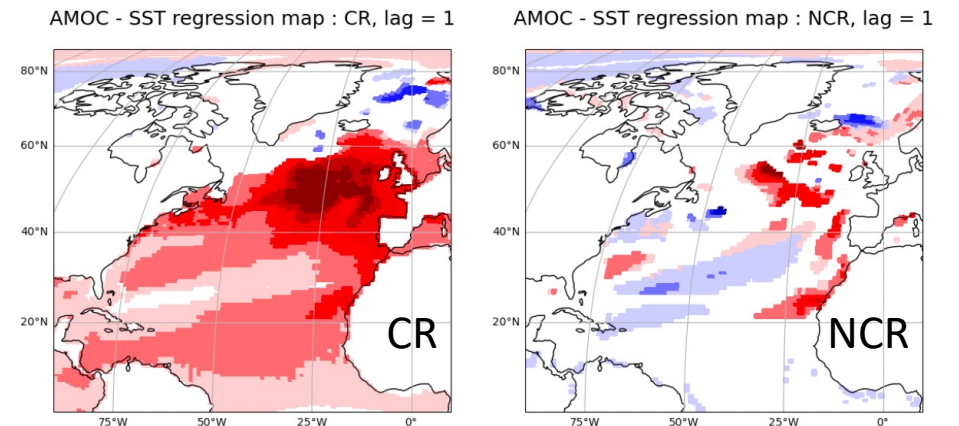 AMOC - SST regression map : CR, lag = 1
80°N
60°N
40°N
20°N
CR
75°W
50°W
25°W
0°
AMOC - SST regression map : NCR, lag = 1
80°N
60°N
40°N
20°N
NCR
75°W
50°W
25°W
0°